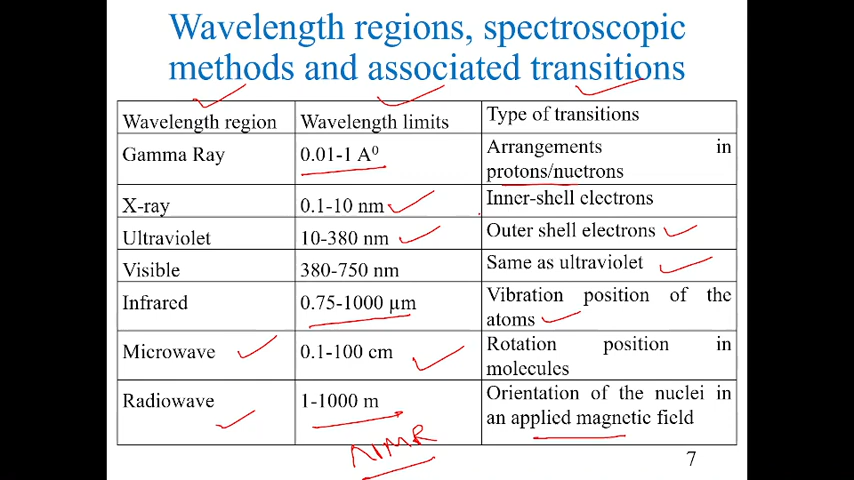 Wavelength regions, spectroscopic
methods and associated transitions
Wavelength region Wavelength limits Type of transitions
Gamma Ray 0.01-1 A⁰ Arrangements in
protons/nuetrons
X-ray 0.1-10 nm Inner-shell electrons
Ultraviolet 10-380 nm Outer shell electrons
Visible 380-750 nm Same as ultraviolet
Infrared 0.75-1000 µm Vibration position of the
atoms
Microwave 0.1-100 cm Rotation position in
molecules
Radiowave 1-1000 m Orientation of the nuclei in
an applied magnetic field
NMR
7